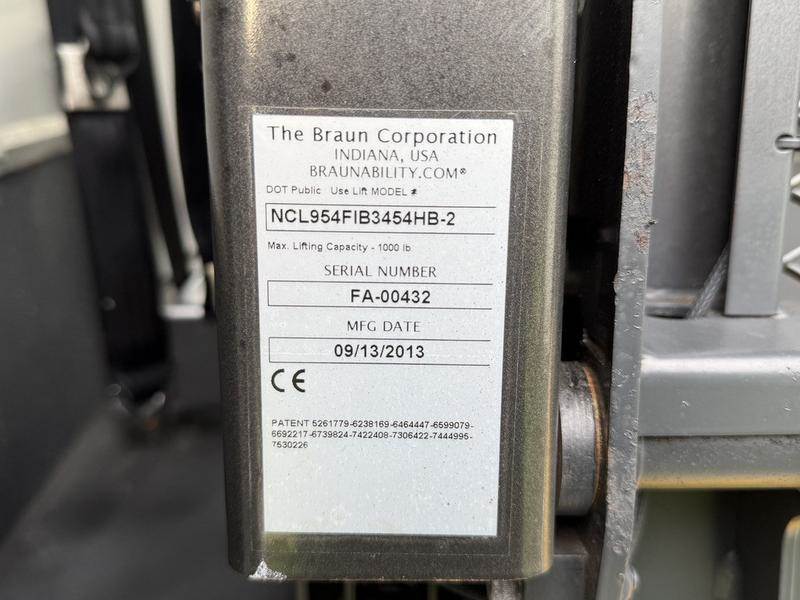 The Braun Corporation
INDIANA, USA
BRAUNABILITY.COM®
DOT Public Use Lift MODEL #
NCL954FIB3454HB-2
Max. Lifting Capacity - 1000 lb
SERIAL NUMBER
FA-00432
MFG DATE
09/13/2013
CE
PATENT 5261779-6238169-6464447-6599079-
6692217-6739824-7422408-7306422-7444995-
7530226